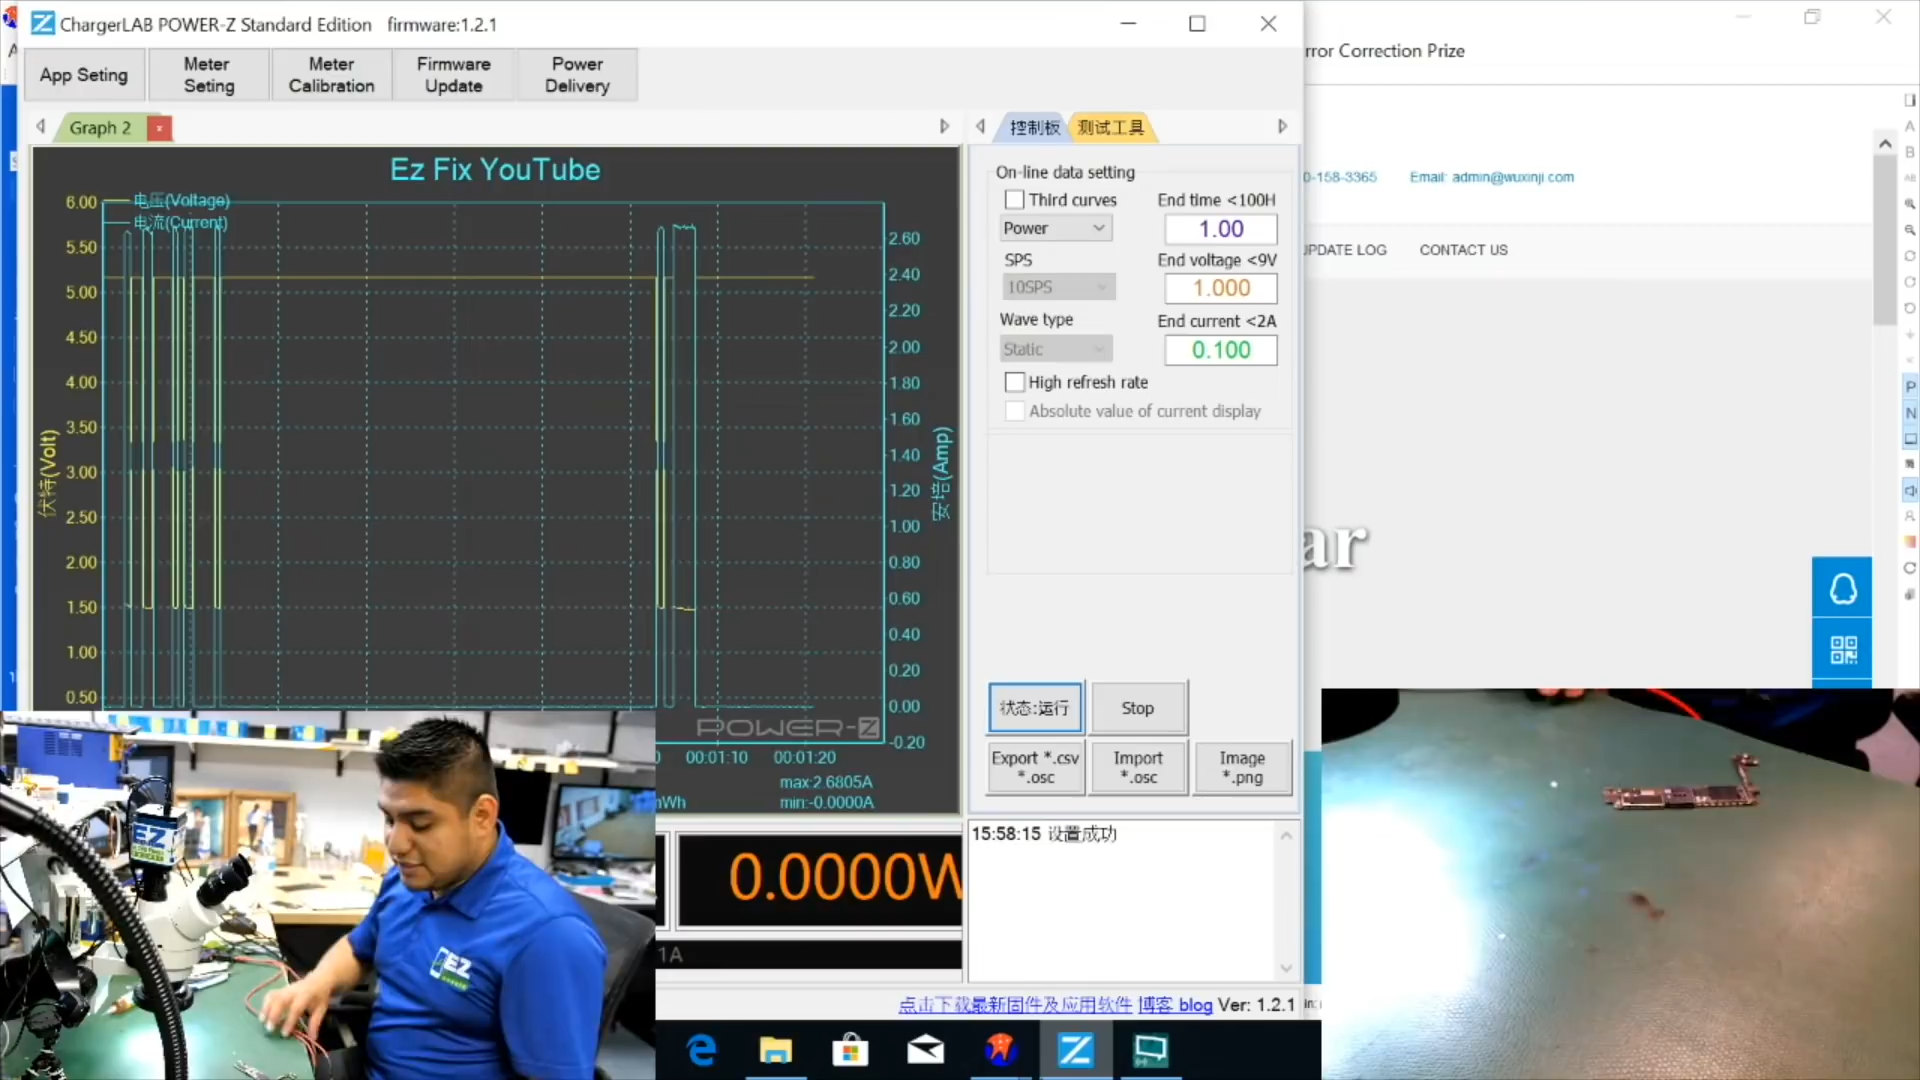 ChargerLAB POWER-Z Standard Edition firmware:1.2.1
rror Correction Prize
App Seting
Meter Seting
Meter Calibration
Firmware Update
Power Delivery
Graph 2
x
控制板
测试工具
Ez Fix YouTube
电压(Voltage)
电流(Current)
6.00
5.50
5.00
4.50
4.00
3.50
3.00
2.50
2.00
1.50
1.00
0.50
伏特(Volt)
2.60
2.40
2.20
2.00
1.80
1.60
1.40
1.20
1.00
0.80
0.60
0.40
0.20
0.00
-0.20
安培(Amp)
POWER-Z
0 00:01:10 00:01:20
max:2.6805A
mWh min:-0.0000A
On-line data setting
Third curves
End time <100H
Power
1.00
SPS
End voltage <9V
10SPS
1.000
Wave type
End current <2A
Static
0.100
High refresh rate
Absolute value of current display
状态:运行
Stop
Export *.csv *.osc
Import *.osc
Image *.png
15:58:15 设置成功
0.0000W
1A
点击下载最新固件及应用软件 博客 blog Ver: 1.2.1
0-158-3365 Email: admin@wuxinji.com
UPDATE LOG CONTACT US
ar
EZ
EZ